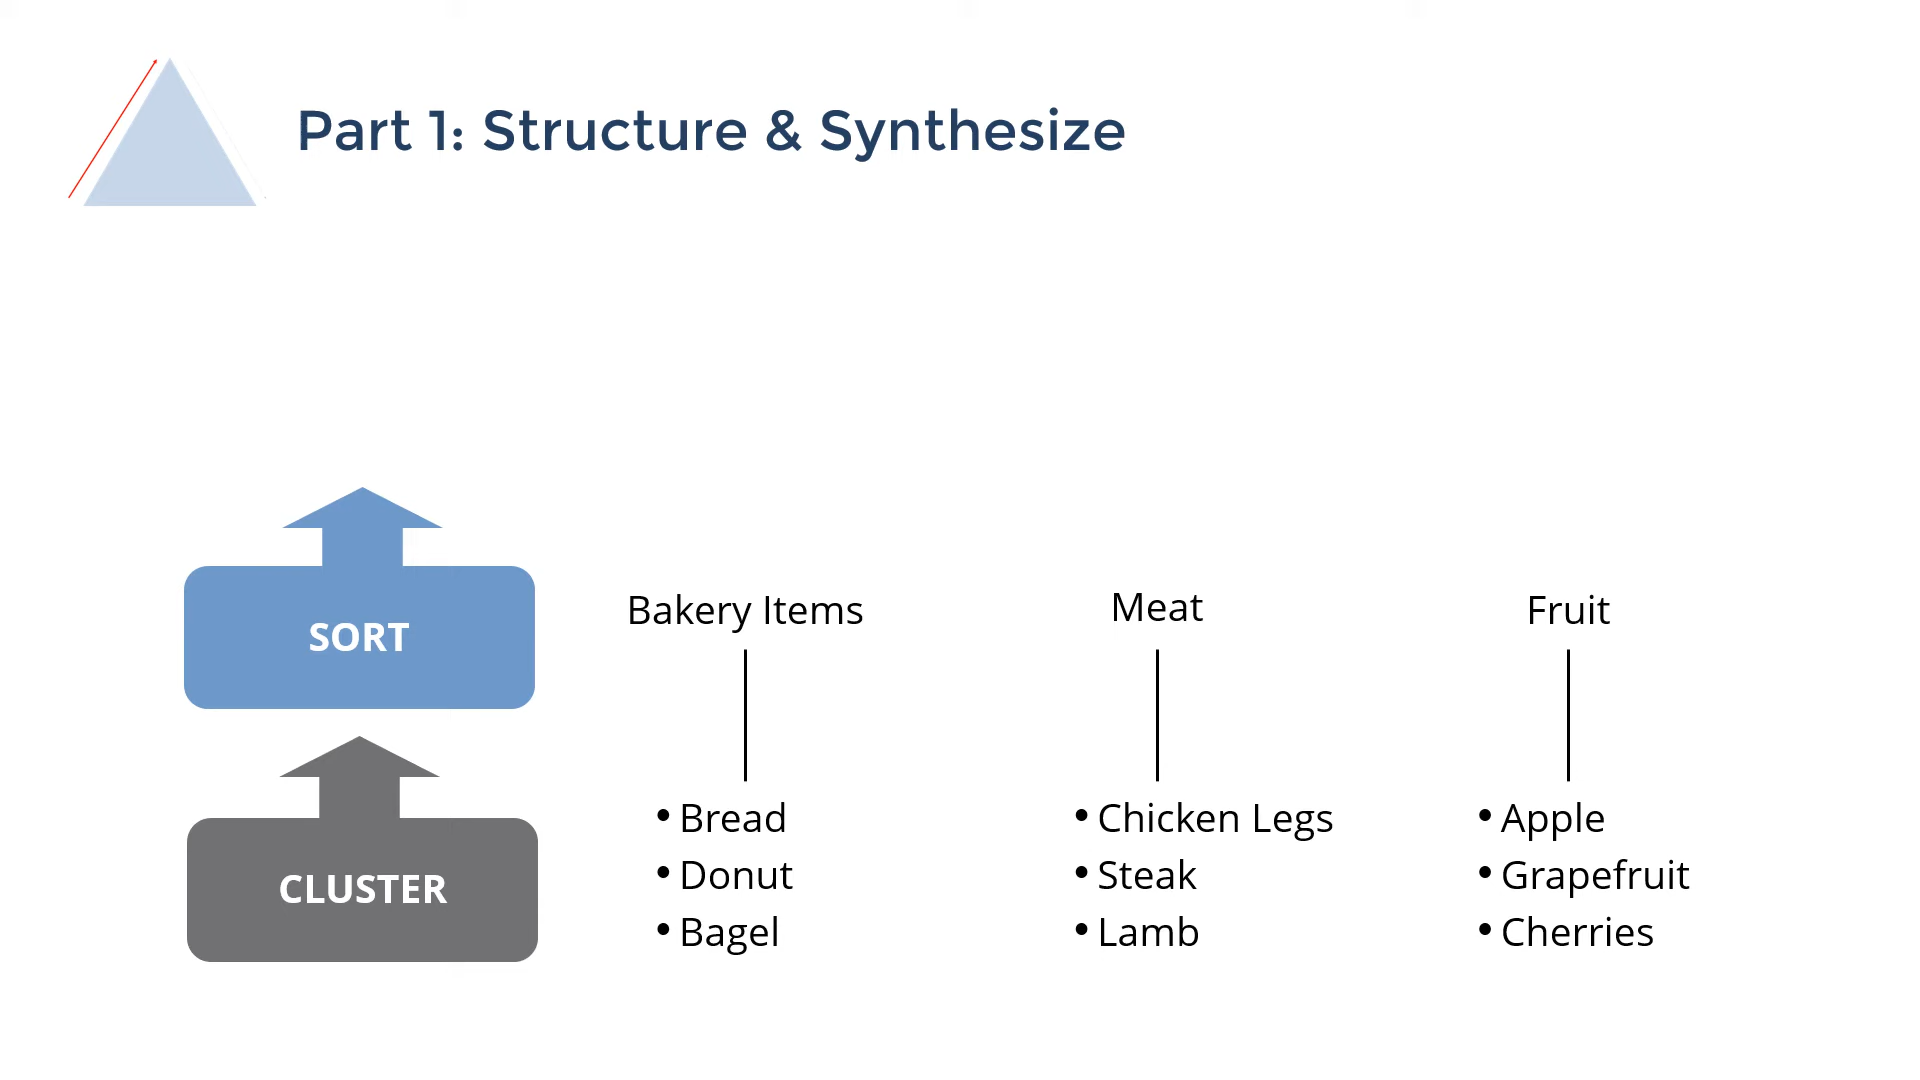 Part 1: Structure & Synthesize
SORT
Bakery Items
Meat
Fruit
CLUSTER
• Bread
• Donut
• Bagel
• Chicken Legs
• Steak
• Lamb
• Apple
• Grapefruit
• Cherries